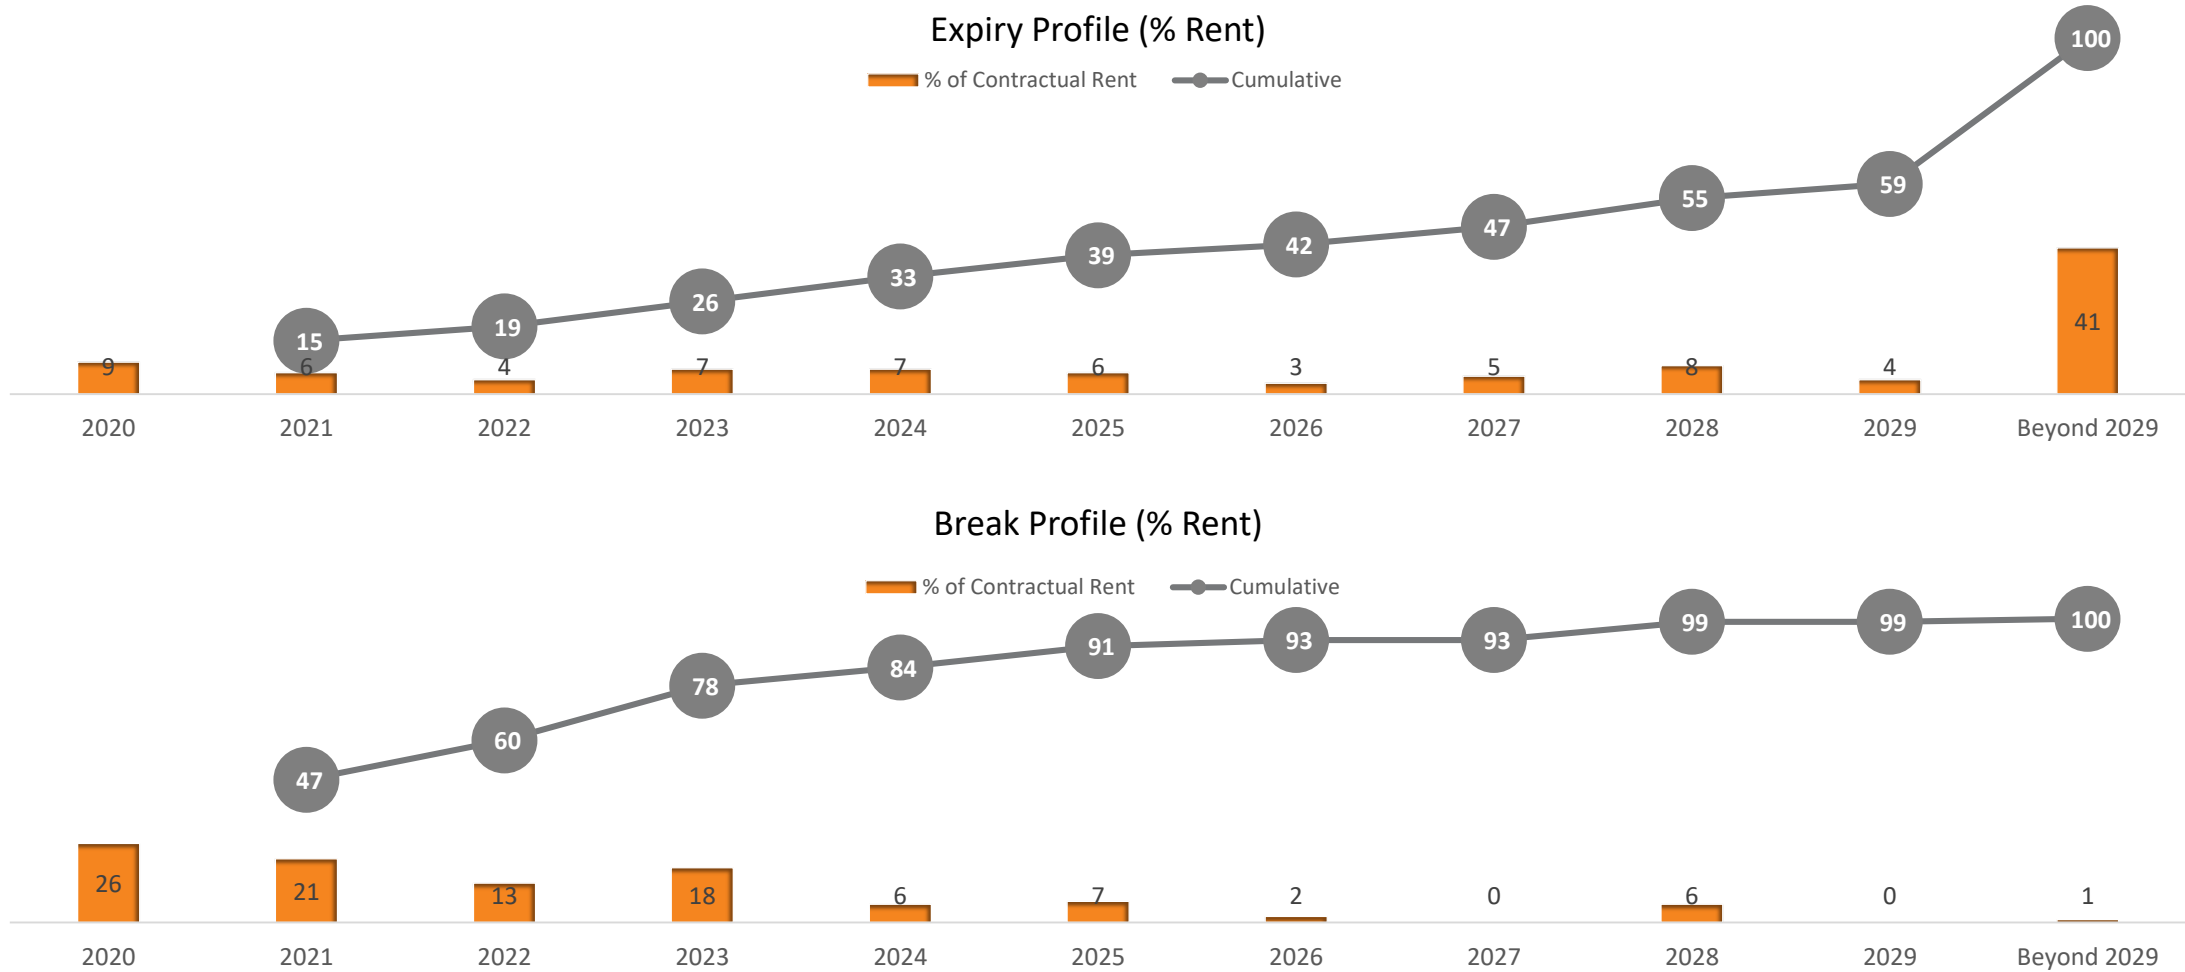 Expiry Profile (% Rent)
% of Contractual Rent Cumulative
100
59
55
47
42
39
33
26
19
15
9 6 4 7 7 6 3 5 8 4 41
2020 2021 2022 2023 2024 2025 2026 2027 2028 2029 Beyond 2029
Break Profile (% Rent)
% of Contractual Rent Cumulative
47 60 78 84 91 93 93 99 99 100
26 21 13 18 6 7 2 0 6 0 1
2020 2021 2022 2023 2024 2025 2026 2027 2028 2029 Beyond 2029